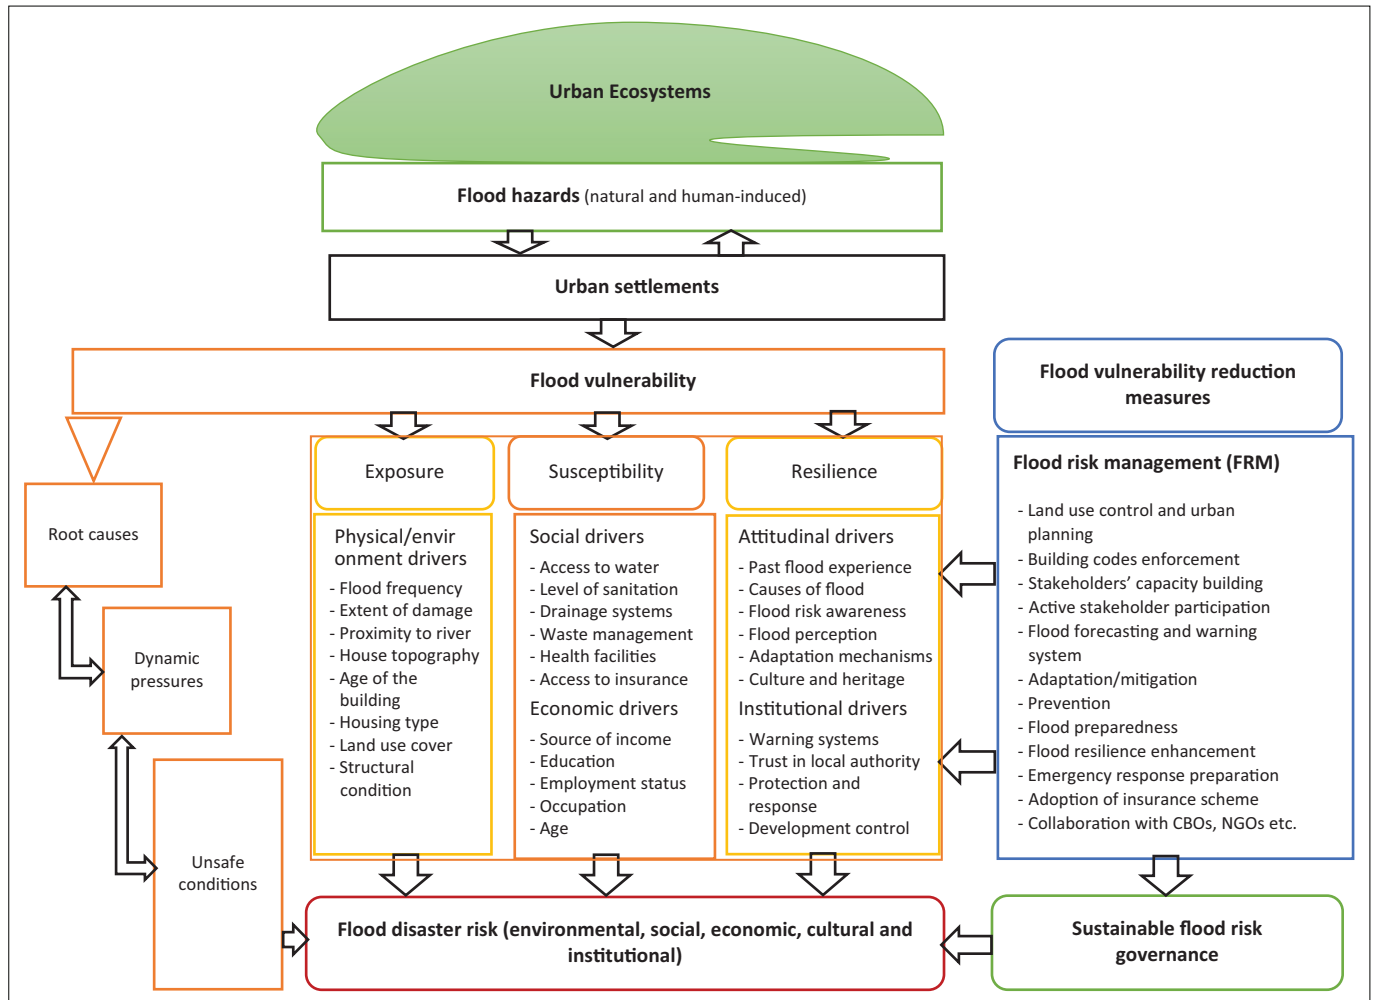 Urban Ecosystems
Flood hazards (natural and human-induced)
Urban settlements
Flood vulnerability
Root causes
Dynamic
pressures
Unsafe
conditions
Exposure
Physical/envir
onment drivers
- Flood frequency
- Extent of damage
- Proximity to river
- House topography
- Age of the
building
- Housing type
- Land use cover
- Structural
condition
Susceptibility
Social drivers
- Access to water
- Level of sanitation
- Drainage systems
- Waste management
- Health facilities
- Access to insurance
Economic drivers
- Source of income
- Education
- Employment status
- Occupation
- Age
Resilience
Attitudinal drivers
- Past flood experience
- Causes of flood
- Flood risk awareness
- Flood perception
- Adaptation mechanisms
- Culture and heritage
Institutional drivers
- Warning systems
- Trust in local authority
- Protection and
response
- Development control
Flood vulnerability reduction
measures
Flood risk management (FRM)
- Land use control and urban
planning
- Building codes enforcement
- Stakeholders’ capacity building
- Active stakeholder participation
- Flood forecasting and warning
system
- Adaptation/mitigation
- Prevention
- Flood preparedness
- Flood resilience enhancement
- Emergency response preparation
- Adoption of insurance scheme
- Collaboration with CBOs, NGOs etc.
Flood disaster risk (environmental, social, economic, cultural and
institutional)
Sustainable flood risk
governance